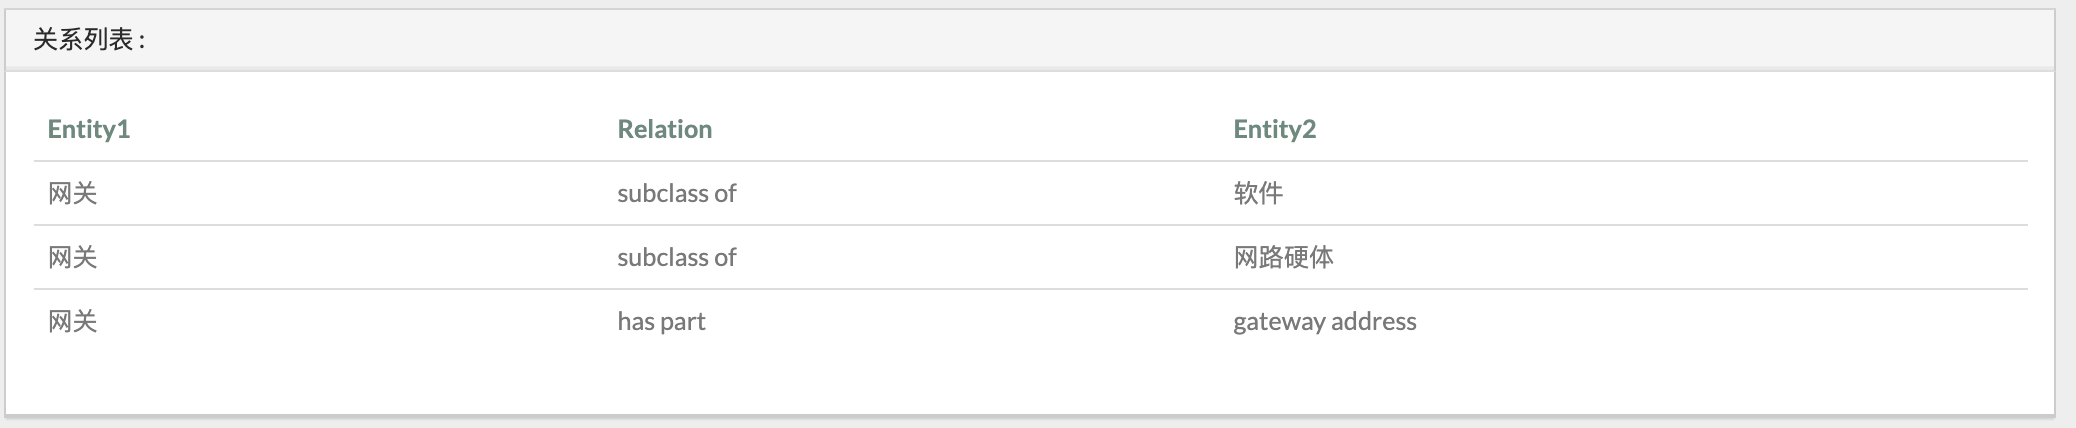 关系列表 :
Entity1 Relation Entity2
网关 subclass of 软件
网关 subclass of 网路硬体
网关 has part gateway address